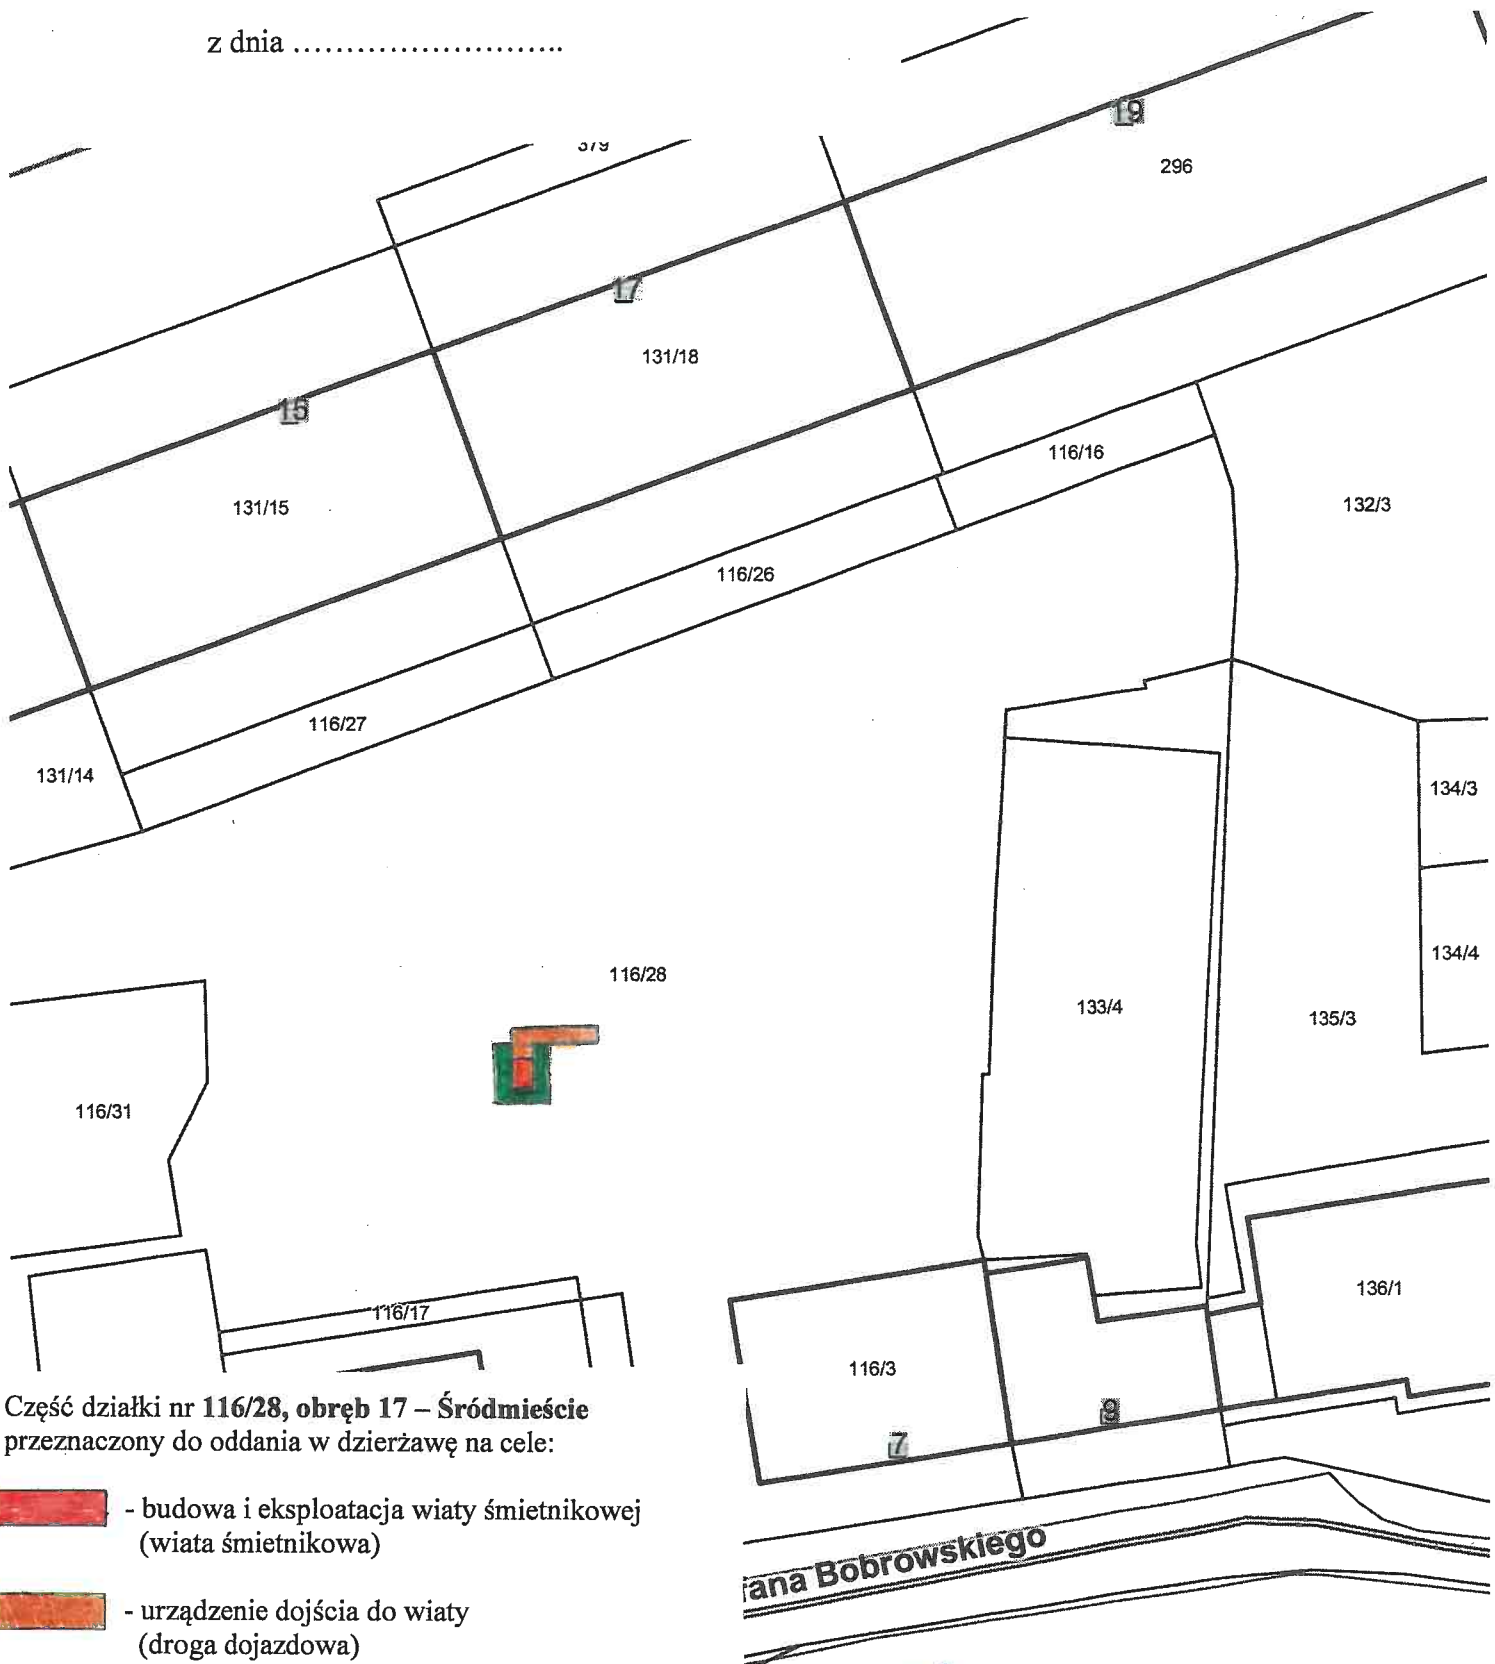 z dnia ..............................
379
19
296
17
131/18
15
116/16
131/15
132/3
116/26
116/27
131/14
134/3
134/4
116/28
133/4
135/3
116/31
136/1
116/17
116/3
Część działki nr 116/28, obręb 17 – Śródmieście
przeznaczony do oddania w dzierżawę na cele:
7
- budowa i eksploatacja wiaty śmietnikowej
(wiata śmietnikowa)
ana Bobrowskiego
- urządzenie dojścia do wiaty
(droga dojazdowa)